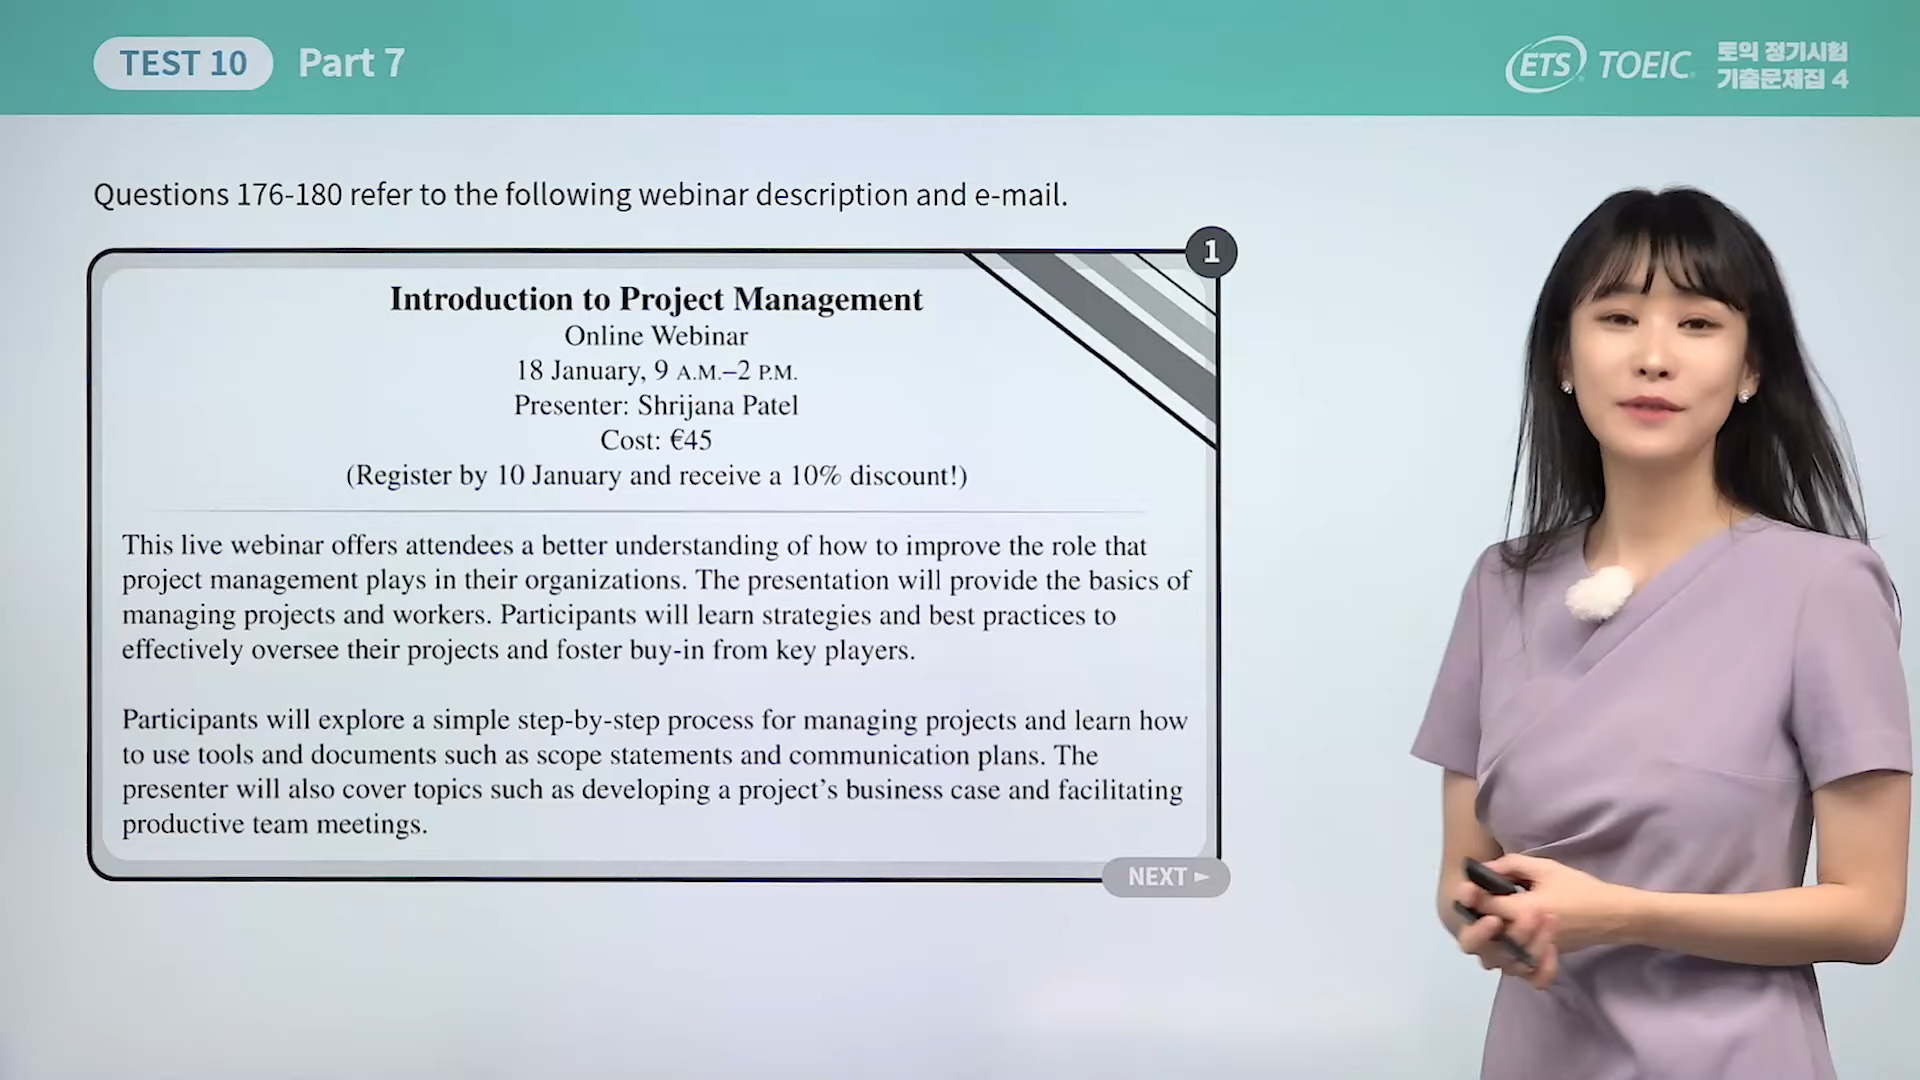 TEST 10 Part 7
ETS TOEIC 토익 정기시험
기출문제집 4
Questions 176-180 refer to the following webinar description and e-mail.
1
Introduction to Project Management
Online Webinar
18 January, 9 A.M.–2 P.M.
Presenter: Shrijana Patel
Cost: €45
(Register by 10 January and receive a 10% discount!)
This live webinar offers attendees a better understanding of how to improve the role that
project management plays in their organizations. The presentation will provide the basics of
managing projects and workers. Participants will learn strategies and best practices to
effectively oversee their projects and foster buy-in from key players.
Participants will explore a simple step-by-step process for managing projects and learn how
to use tools and documents such as scope statements and communication plans. The
presenter will also cover topics such as developing a project's business case and facilitating
productive team meetings.
NEXT ►